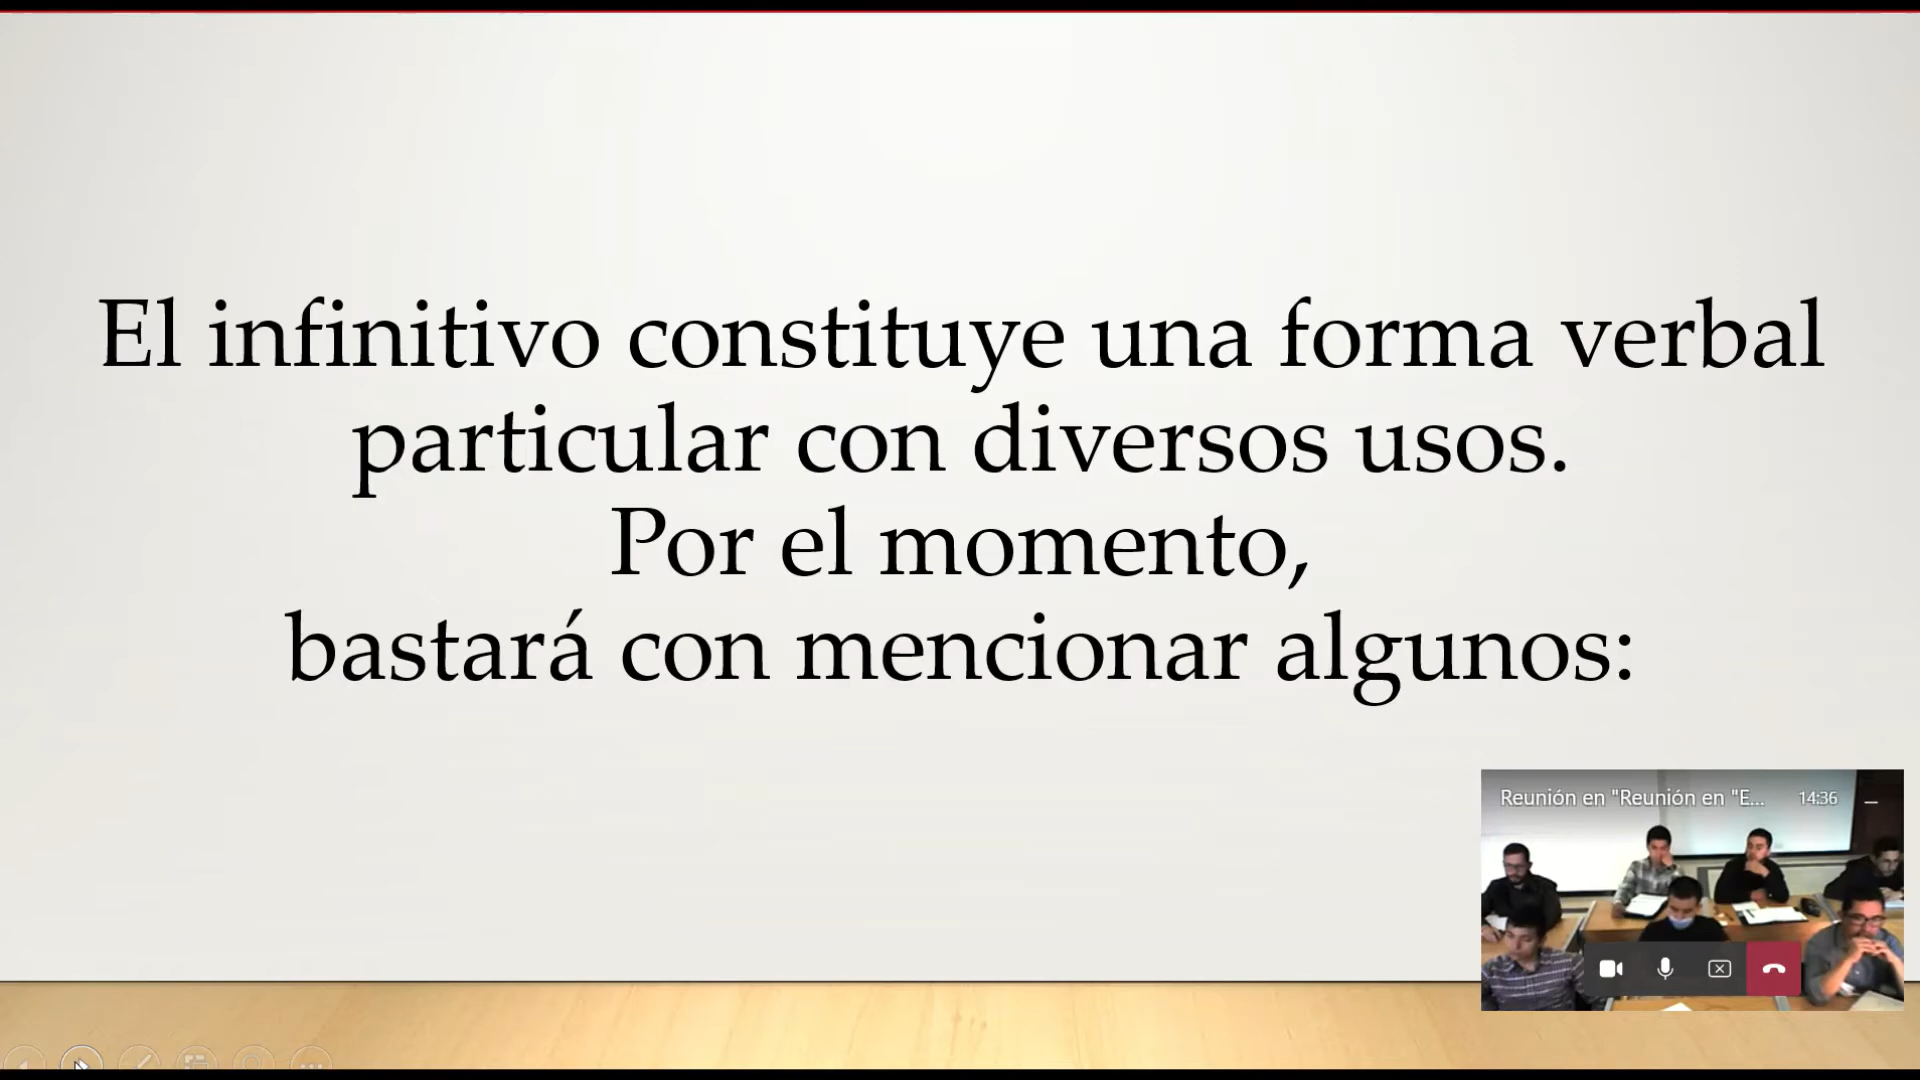 El infinitivo constituye una forma verbal
particular con diversos usos.
Por el momento,
bastará con mencionar algunos:
Reunión en "Reunión en "E... 14:36